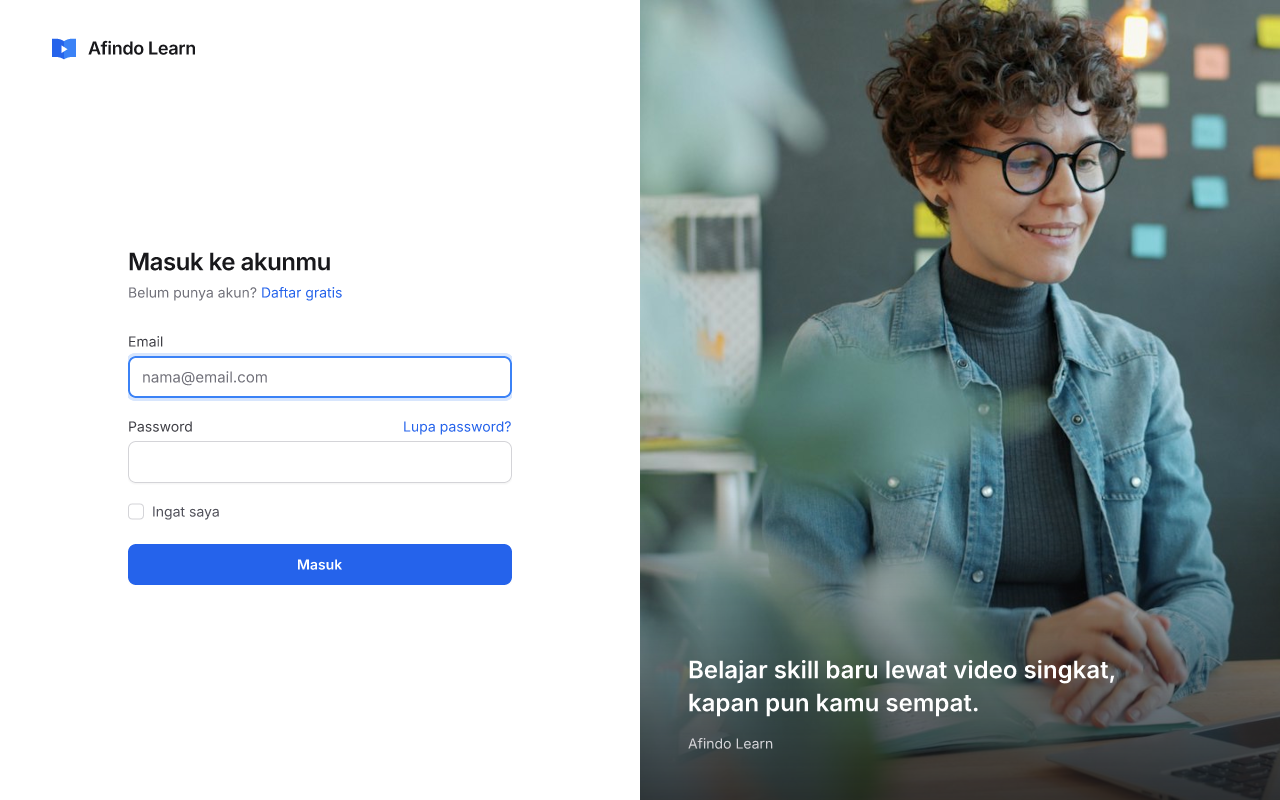 Afindo Learn
Masuk ke akunmu
Belum punya akun? Daftar gratis
Email
nama@email.com
Password Lupa password?
Ingat saya
Masuk
Belajar skill baru lewat video singkat,
kapan pun kamu sempat.
Afindo Learn